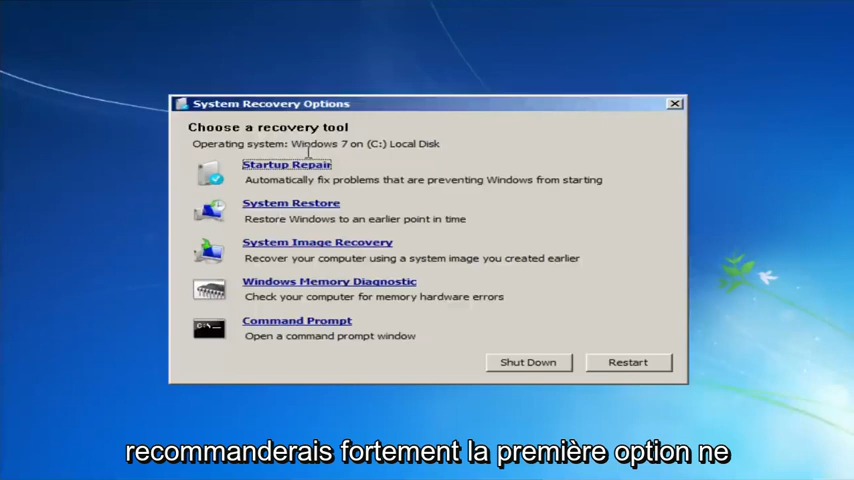 System Recovery Options
Choose a recovery tool
Operating system: Windows 7 on (C:) Local Disk
Startup Repair
Automatically fix problems that are preventing Windows from starting
System Restore
Restore Windows to an earlier point in time
System Image Recovery
Recover your computer using a system image you created earlier
Windows Memory Diagnostic
Check your computer for memory hardware errors
C:\_
Command Prompt
Open a command prompt window
Shut Down
Restart
recommanderais fortement la première option ne